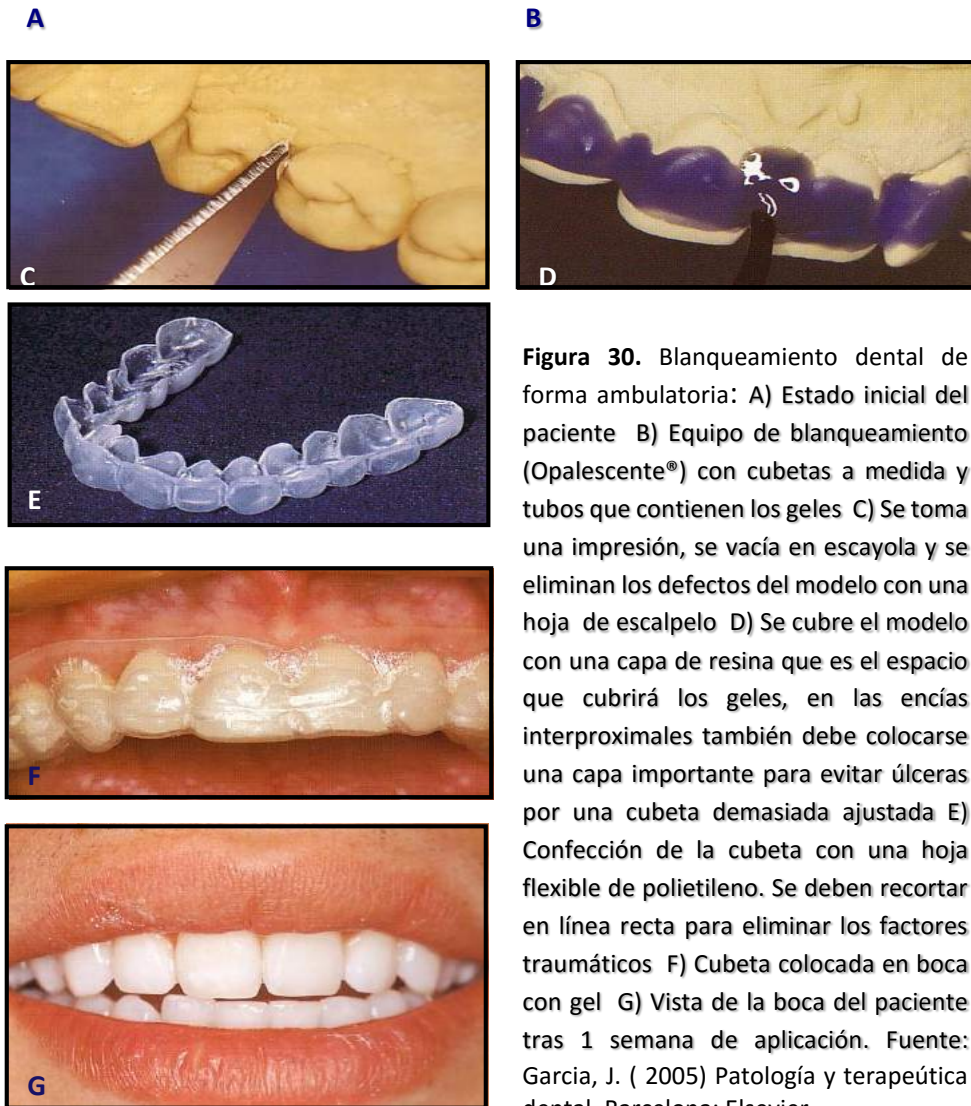 A
B
C
D
E
F
G
Figura 30. Blanqueamiento dental de
forma ambulatoria: A) Estado inicial del
paciente B) Equipo de blanqueamiento
(Opalescente®) con cubetas a medida y
tubos que contienen los geles C) Se toma
una impresión, se vacía en escayola y se
eliminan los defectos del modelo con una
hoja de escalpelo D) Se cubre el modelo
con una capa de resina que es el espacio
que cubrirá los geles, en las encías
interproximales también debe colocarse
una capa importante para evitar úlceras
por una cubeta demasiada ajustada E)
Confección de la cubeta con una hoja
flexible de polietileno. Se deben recortar
en línea recta para eliminar los factores
traumáticos F) Cubeta colocada en boca
con gel G) Vista de la boca del paciente
tras 1 semana de aplicación. Fuente:
Garcia, J. ( 2005) Patología y terapeútica
dental. Barcelona: Elsevier